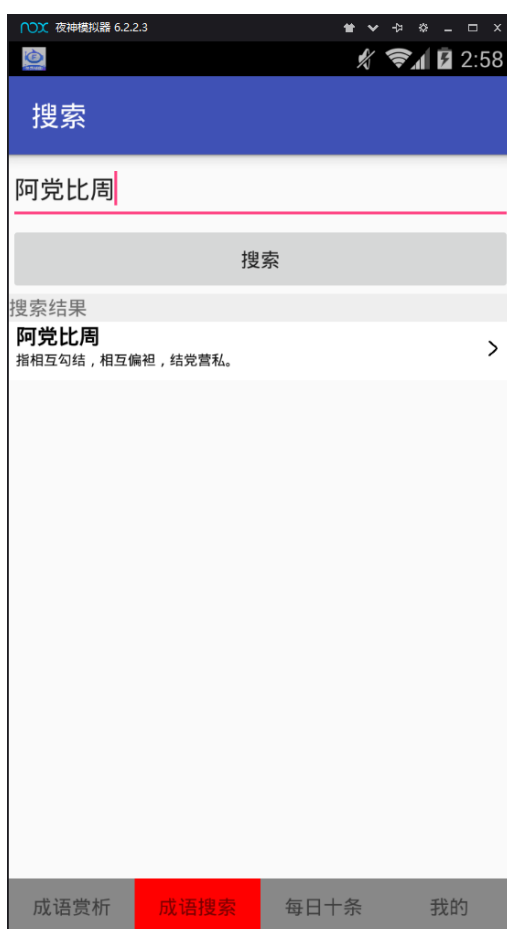 nox 夜神模拟器 6.2.2.3
2:58
搜索
阿党比周
搜索
搜索结果
阿党比周
指相互勾结，相互偏袒，结党营私。
成语赏析 成语搜索 每日十条 我的